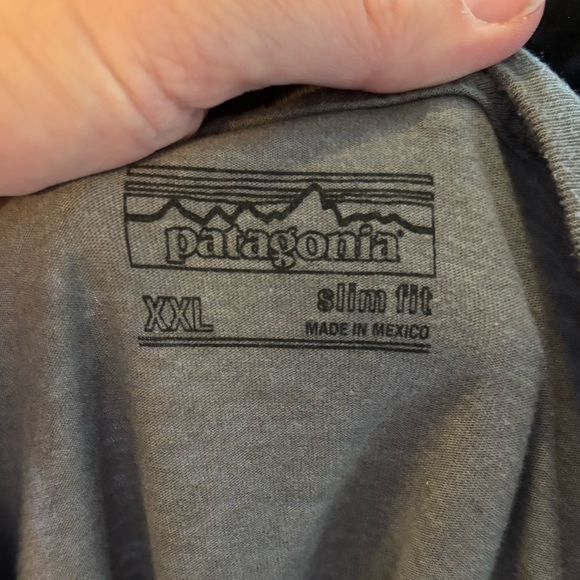 patagonia®
XXL
slim fit
MADE IN MEXICO